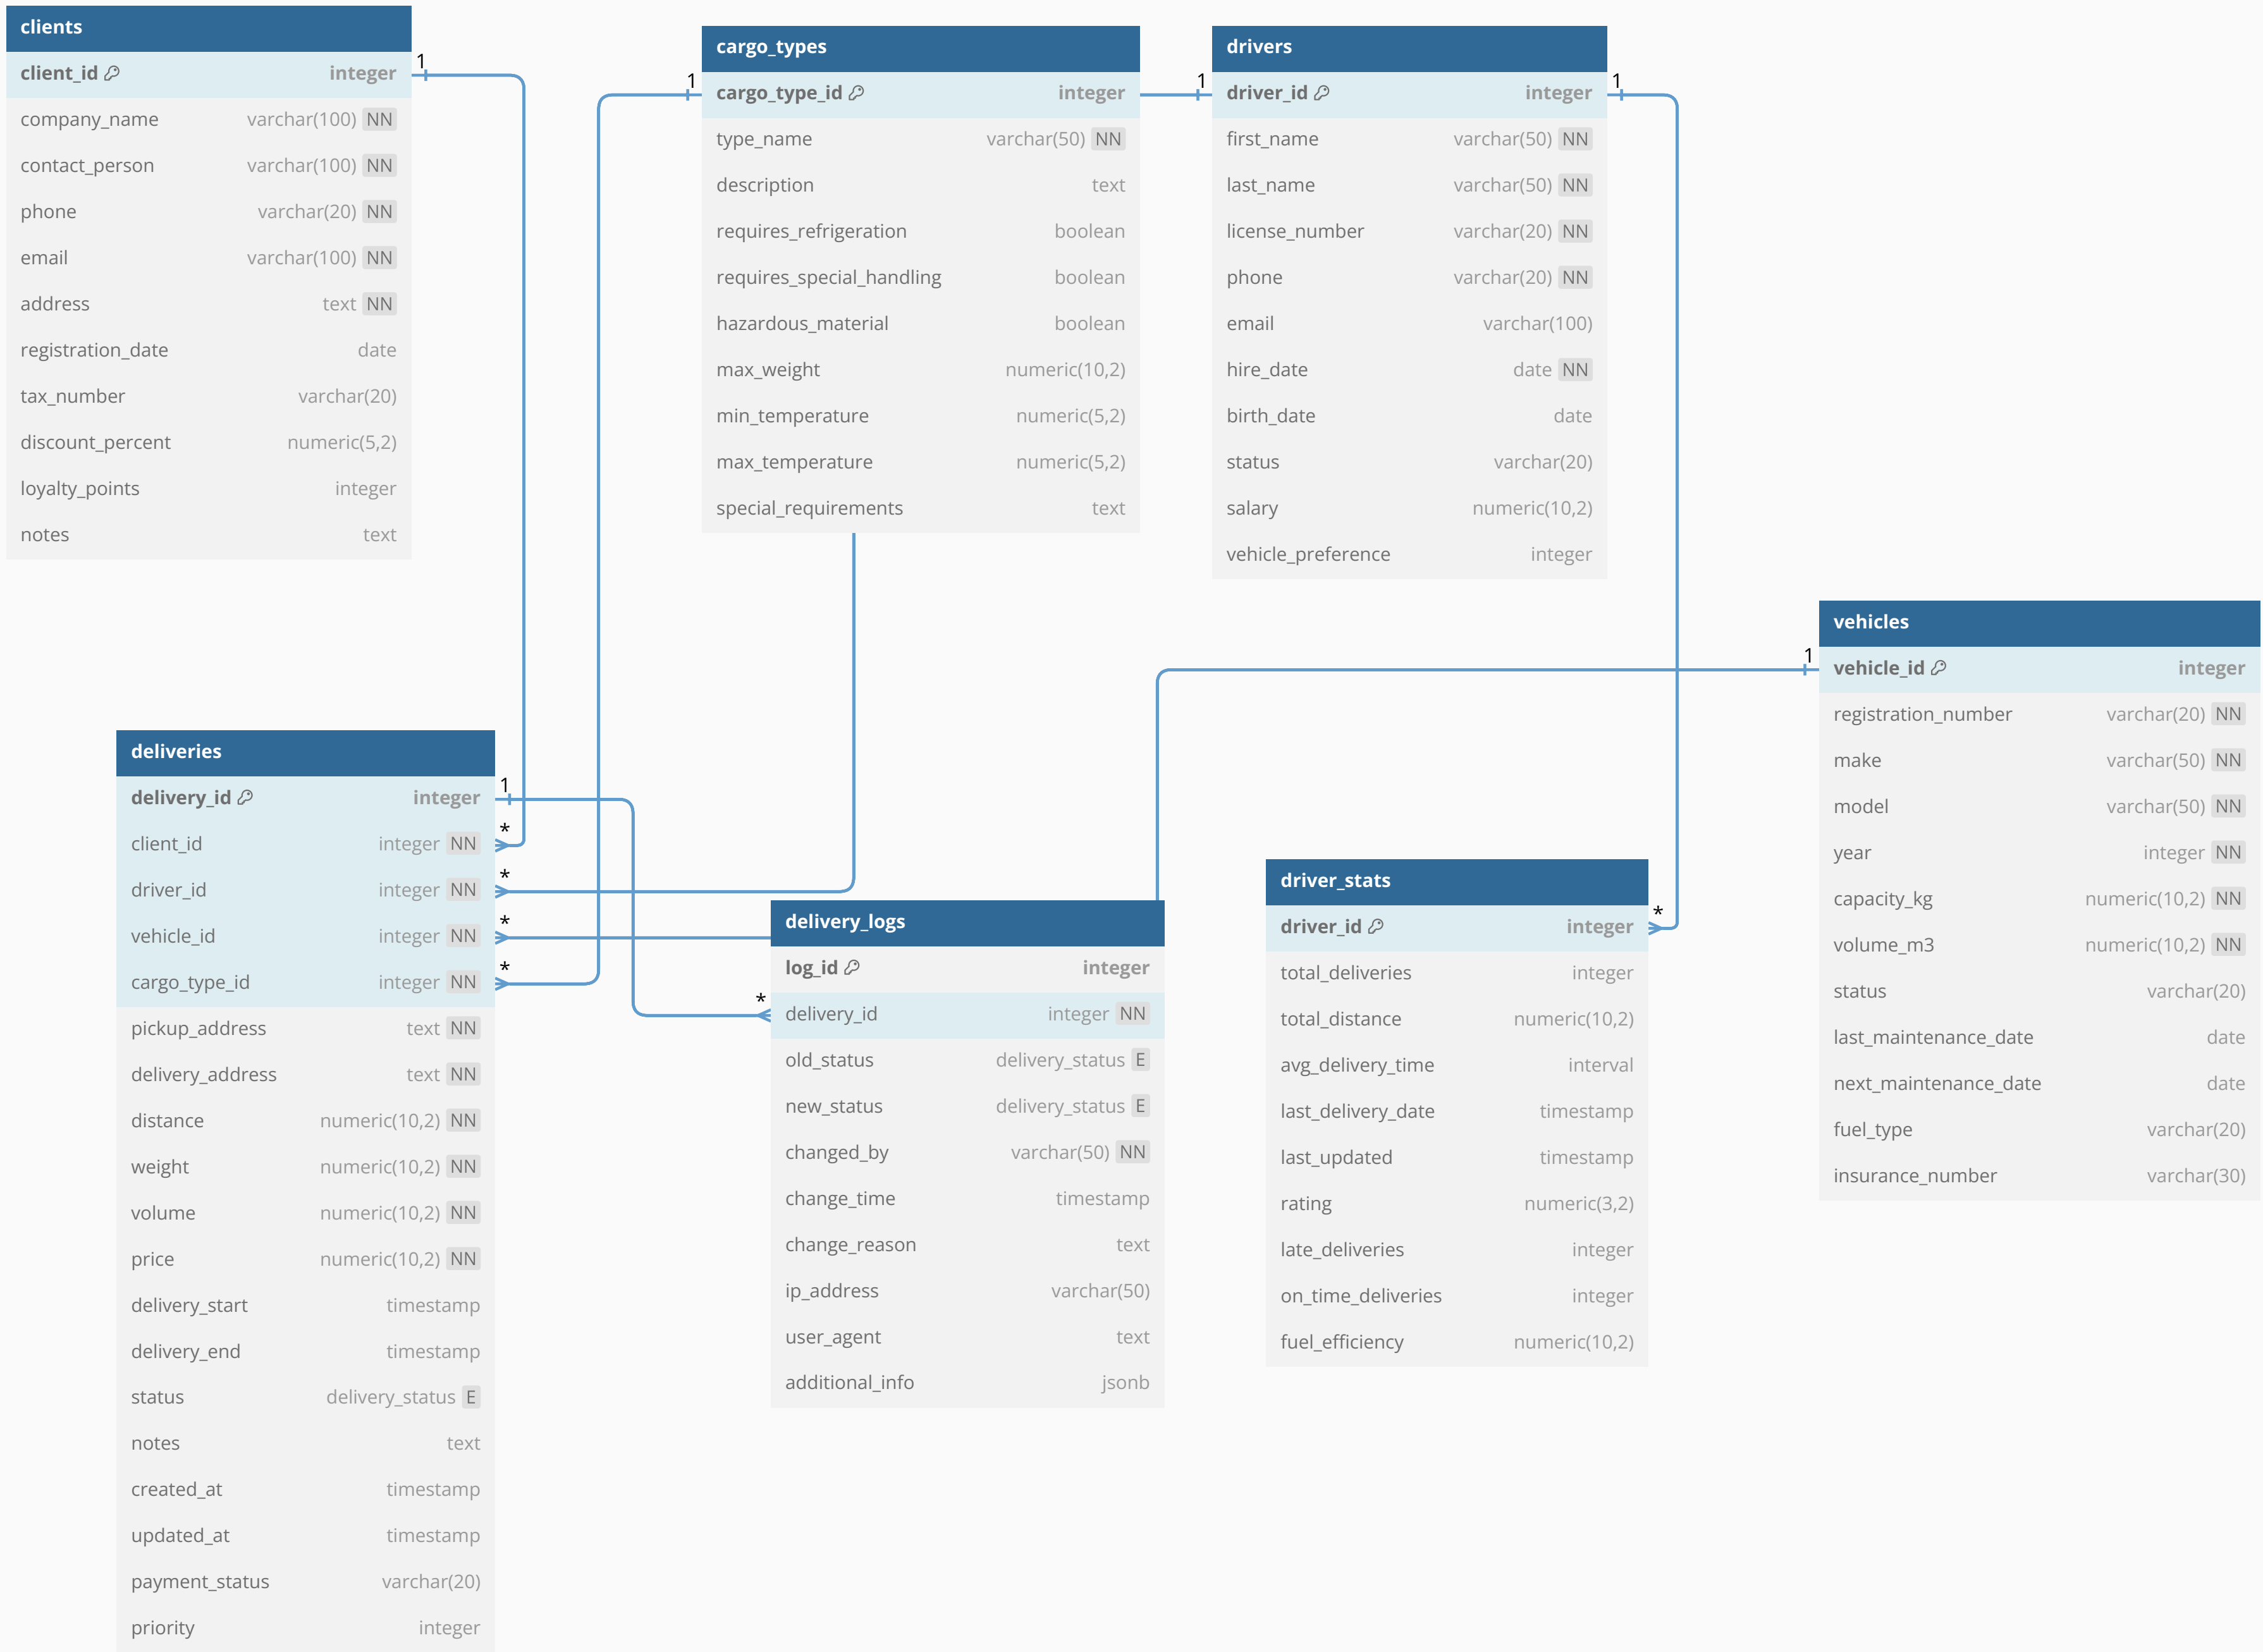 clients
client_id integer
company_name varchar(100) NN
contact_person varchar(100) NN
phone varchar(20) NN
email varchar(100) NN
address text NN
registration_date date
tax_number varchar(20)
discount_percent numeric(5,2)
loyalty_points integer
notes text
1
cargo_types
cargo_type_id integer
type_name varchar(50) NN
description text
requires_refrigeration boolean
requires_special_handling boolean
hazardous_material boolean
max_weight numeric(10,2)
min_temperature numeric(5,2)
max_temperature numeric(5,2)
special_requirements text
1
1
drivers
driver_id integer
first_name varchar(50) NN
last_name varchar(50) NN
license_number varchar(20) NN
phone varchar(20) NN
email varchar(100)
hire_date date NN
birth_date date
status varchar(20)
salary numeric(10,2)
vehicle_preference integer
1
vehicles
1
vehicle_id integer
registration_number varchar(20) NN
make varchar(50) NN
model varchar(50) NN
year integer NN
capacity_kg numeric(10,2) NN
volume_m3 numeric(10,2) NN
status varchar(20)
last_maintenance_date date
next_maintenance_date date
fuel_type varchar(20)
insurance_number varchar(30)
deliveries
delivery_id integer
1
client_id integer NN
*
driver_id integer NN
*
vehicle_id integer NN
*
cargo_type_id integer NN
*
pickup_address text NN
delivery_address text NN
distance numeric(10,2) NN
weight numeric(10,2) NN
volume numeric(10,2) NN
price numeric(10,2) NN
delivery_start timestamp
delivery_end timestamp
status delivery_status E
notes text
created_at timestamp
updated_at timestamp
payment_status varchar(20)
priority integer
delivery_logs
log_id integer
*
delivery_id integer NN
old_status delivery_status E
new_status delivery_status E
changed_by varchar(50) NN
change_time timestamp
change_reason text
ip_address varchar(50)
user_agent text
additional_info jsonb
driver_stats
driver_id integer
*
total_deliveries integer
total_distance numeric(10,2)
avg_delivery_time interval
last_delivery_date timestamp
last_updated timestamp
rating numeric(3,2)
late_deliveries integer
on_time_deliveries integer
fuel_efficiency numeric(10,2)